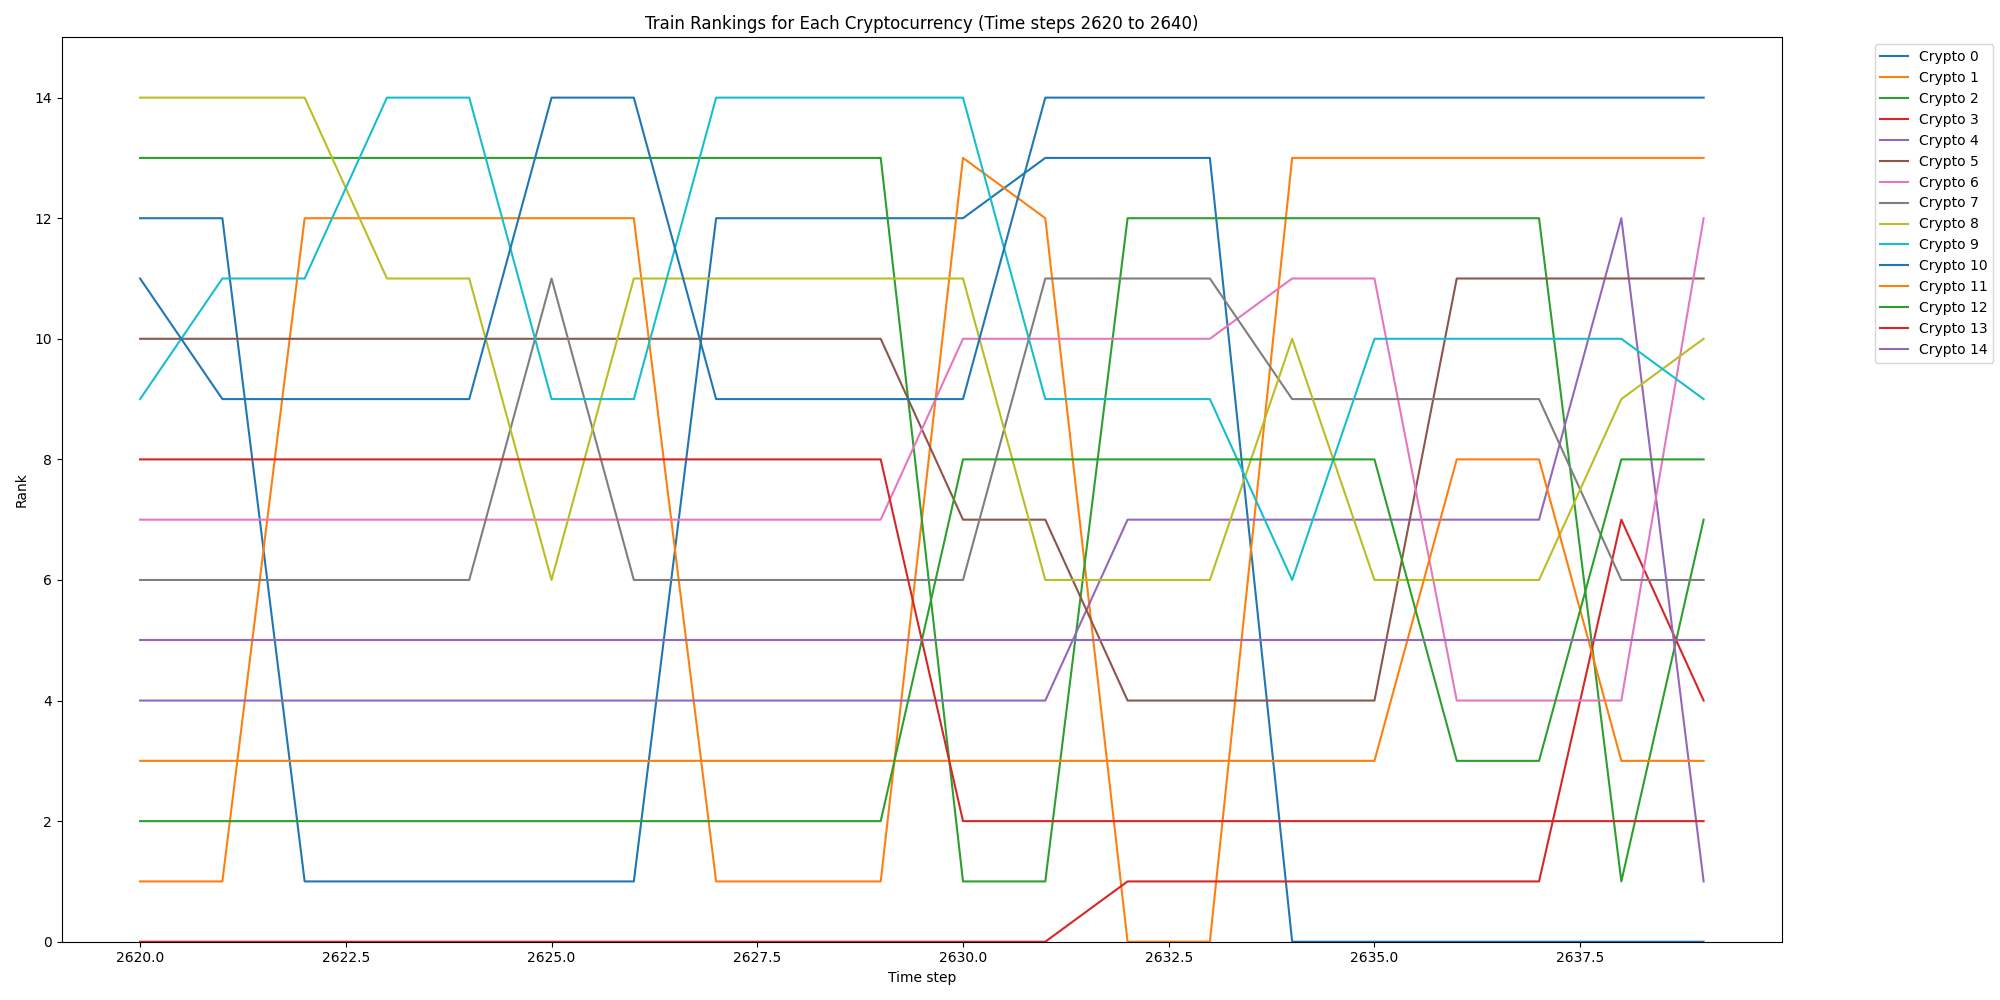 Train Rankings for Each Cryptocurrency (Time steps 2620 to 2640)
Rank
14
12
10
8
6
4
2
0
2620.0 2622.5 2625.0 2627.5 2630.0 2632.5 2635.0 2637.5
Time step
Crypto 0
Crypto 1
Crypto 2
Crypto 3
Crypto 4
Crypto 5
Crypto 6
Crypto 7
Crypto 8
Crypto 9
Crypto 10
Crypto 11
Crypto 12
Crypto 13
Crypto 14